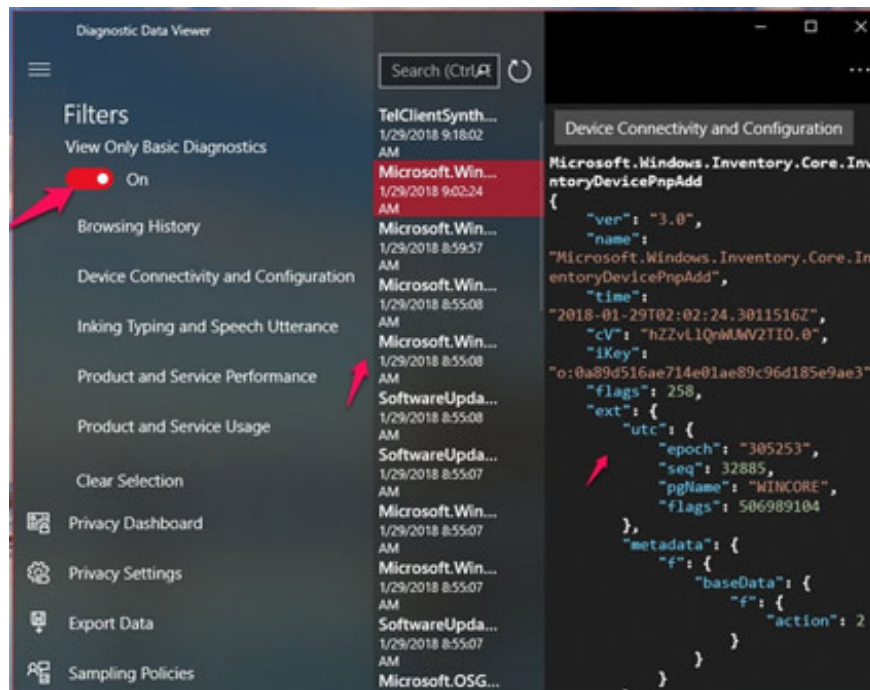 Diagnostic Data Viewer
Filters
View Only Basic Diagnostics
On
Browsing History
Device Connectivity and Configuration
Inking Typing and Speech Utterance
Product and Service Performance
Product and Service Usage
Clear Selection
Privacy Dashboard
Privacy Settings
Export Data
Sampling Policies
Search (Ctrl
TelClientSynth...
1/29/2018 9:18:02
AM
Microsoft.Win...
1/29/2018 9:02:24
AM
Microsoft.Win...
1/29/2018 8:59:57
AM
Microsoft.Win...
1/29/2018 8:55:08
AM
Microsoft.Win...
1/29/2018 8:55:08
AM
SoftwareUpda...
1/29/2018 8:55:08
AM
SoftwareUpda...
1/29/2018 8:55:07
AM
Microsoft.Win...
1/29/2018 8:55:07
AM
Microsoft.Win...
1/29/2018 8:55:07
AM
SoftwareUpda...
1/29/2018 8:55:07
AM
Microsoft.OSG...
Device Connectivity and Configuration
Microsoft.Windows.Inventory.Core.Inv
ntoryDevicePnpAdd
{
"ver": "3.0",
"name":
"Microsoft.Windows.Inventory.Core.In
entoryDevicePnpAdd",
"time":
"2018-01-29T02:02:24.3011516Z",
"cV": "hZZvL1QnWUWV2TIO.0",
"iKey":
"o:0a89d516ae714e01ae89c96d185e9ae3"
"flags": 258,
"ext": {
"utc": {
"epoch": "305253",
"seq": 32885,
"pgName": "WINCORE",
"flags": 506989104
},
"metadata": {
"f": {
"baseData": {
"f": {
"action": 2
}
}
}